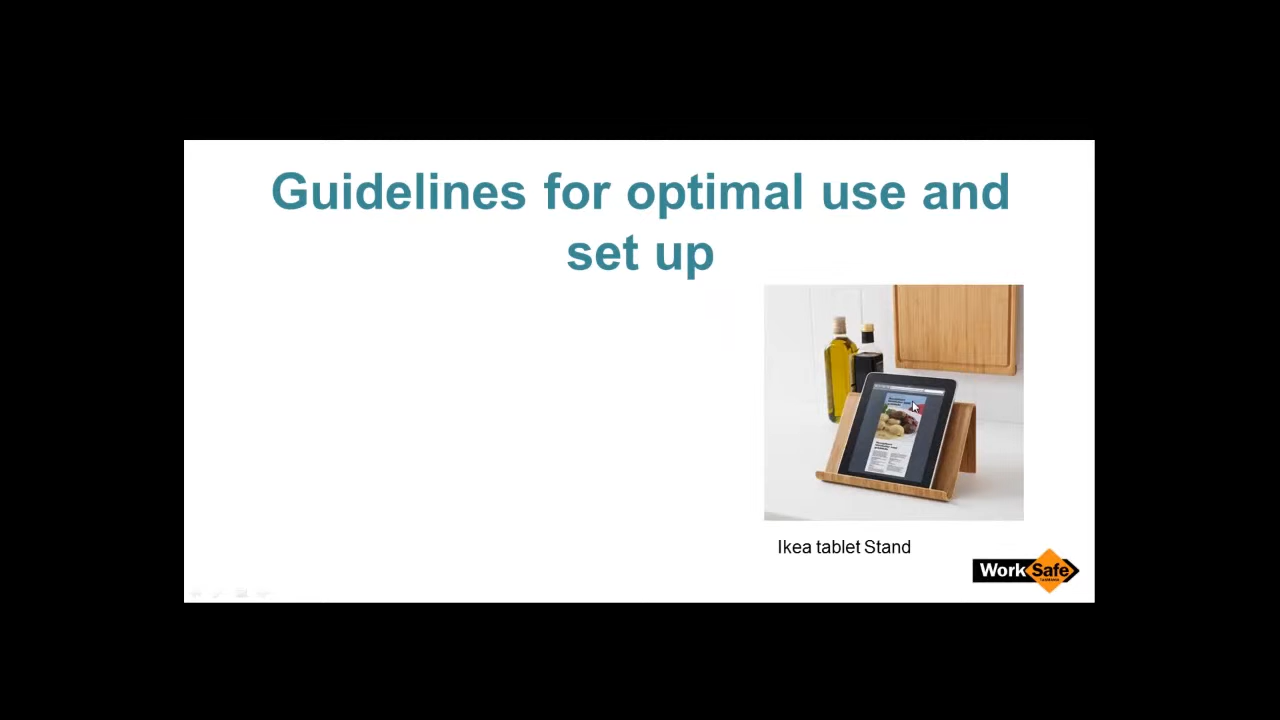 Guidelines for optimal use and
set up
Ikea tablet Stand
WorkSafe